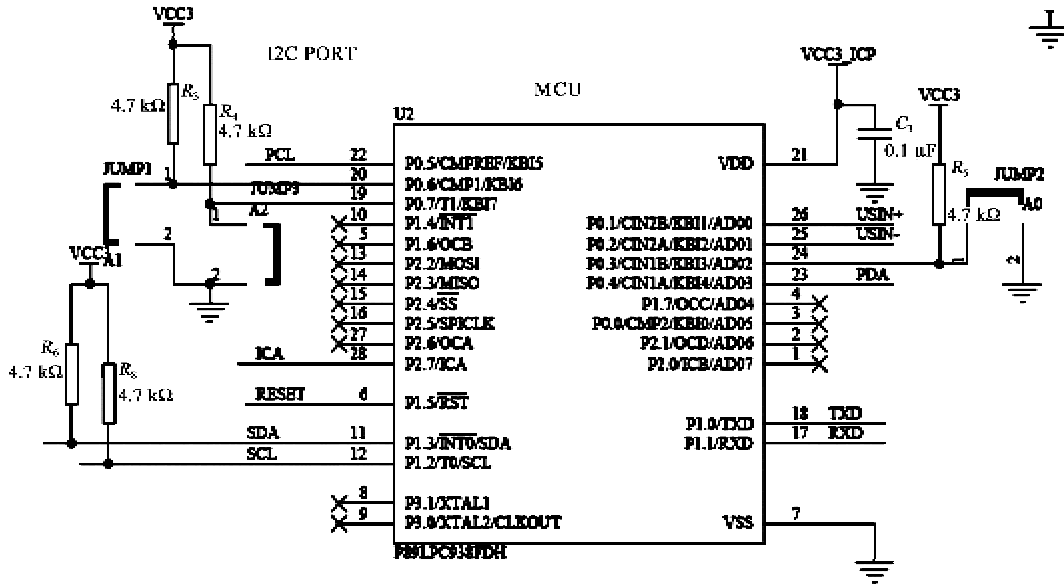 VCC3
I2C PORT
VCC3_ICP
MCU
VCC3
4.7 kΩ
R4
4.7 kΩ
U2
C1
0.1 uF
R5
4.7 kΩ
JUMP2
A0
1
2
PCL 22 P0.5/CMPREF/KBI5
VDD 21
JUMP1 1 20 P0.6/CMP1/KBI6
JUMP3 19 P0.7/T1/KBI7
1 A2 10 P1.4/INT1
P0.1/CIN2B/KBI1/AD00 26 USIN+
2 5 P1.6/OCB
P0.2/CIN2A/KBI2/AD01 25 USIN-
A1
13 P2.2/MOSI
P0.3/CIN1B/KBI3/AD02 24
2 14 P2.3/MISO
P0.4/CIN1A/KBI4/AD03 23 PDA
15 P2.4/SS
P1.7/OCC/AD04 4
16 P2.5/SPICLK
P0.0/CMP2/KBI0/AD05 3
27 P2.6/OCA
P2.1/OCD/AD06 2
ICA 28 P2.7/ICA
P2.0/ICB/AD07 1
R6
4.7 kΩ
R8
4.7 kΩ
RESET 6 P1.5/RST
P1.0/TXD 18 TXD
SDA 11 P1.3/INT0/SDA
P1.1/RXD 17 RXD
SCL 12 P1.2/T0/SCL
8 P3.1/XTAL1
9 P3.0/XTAL2/CLKOUT
VSS 7
P89LPC938FDH